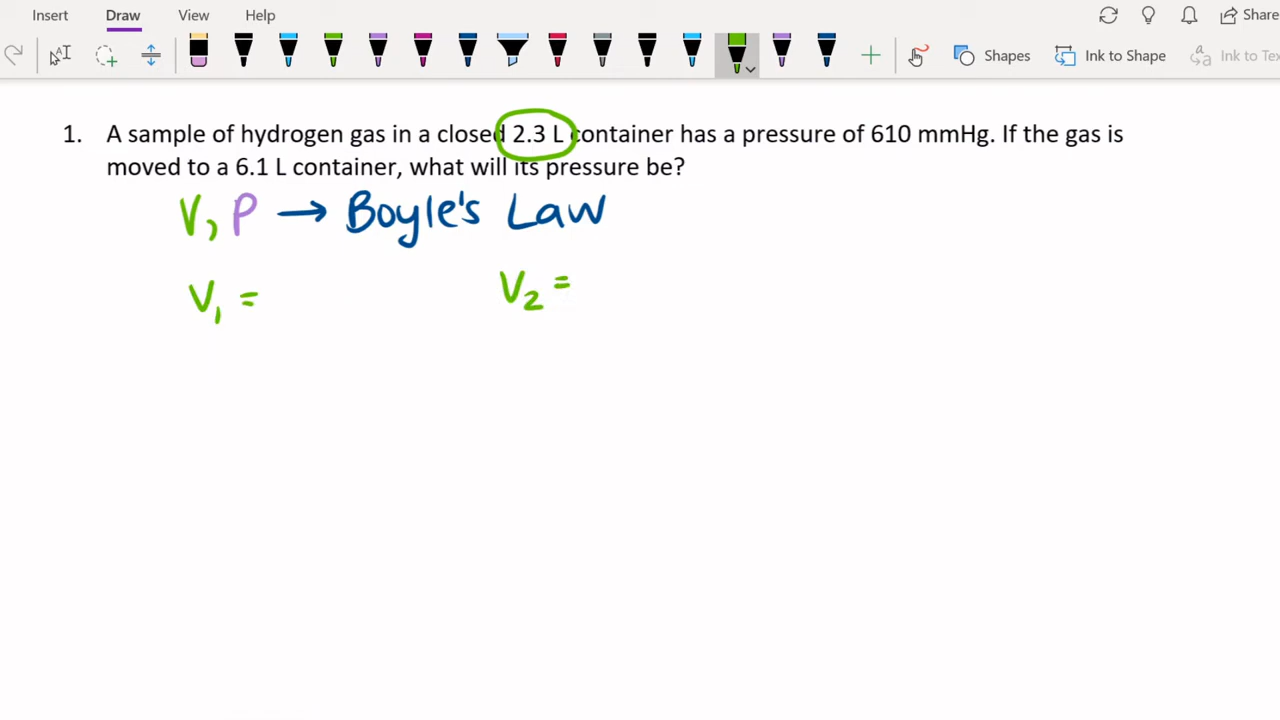 Insert Draw View Help Share
Shapes Ink to Shape Ink to
1. A sample of hydrogen gas in a closed 2.3 L container has a pressure of 610 mmHg. If the gas is
moved to a 6.1 L container, what will its pressure be?
V, P → Boyle's Law
V₁ = V₂ =